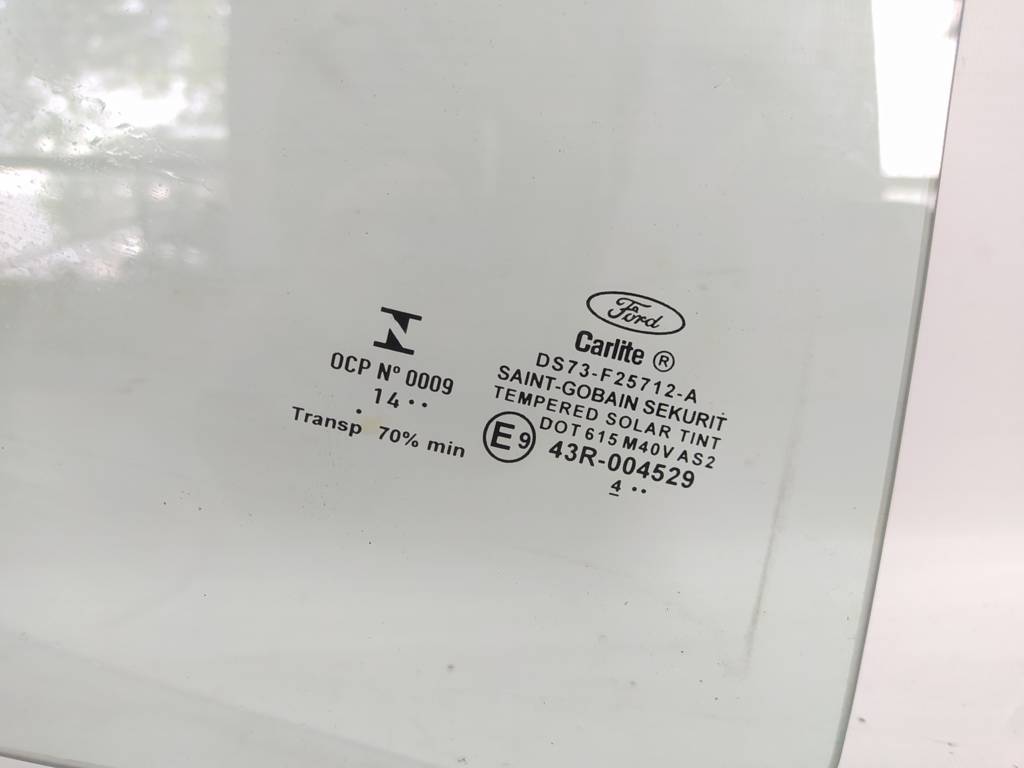 OCP Nº 0009
14 ..
.
Transp 70% min
Ford
Carlite ®
DS73-F25712-A
SAINT-GOBAIN SEKURIT
TEMPERED SOLAR TINT
DOT 615 M40V AS2
E9 43R-004529
4 ..